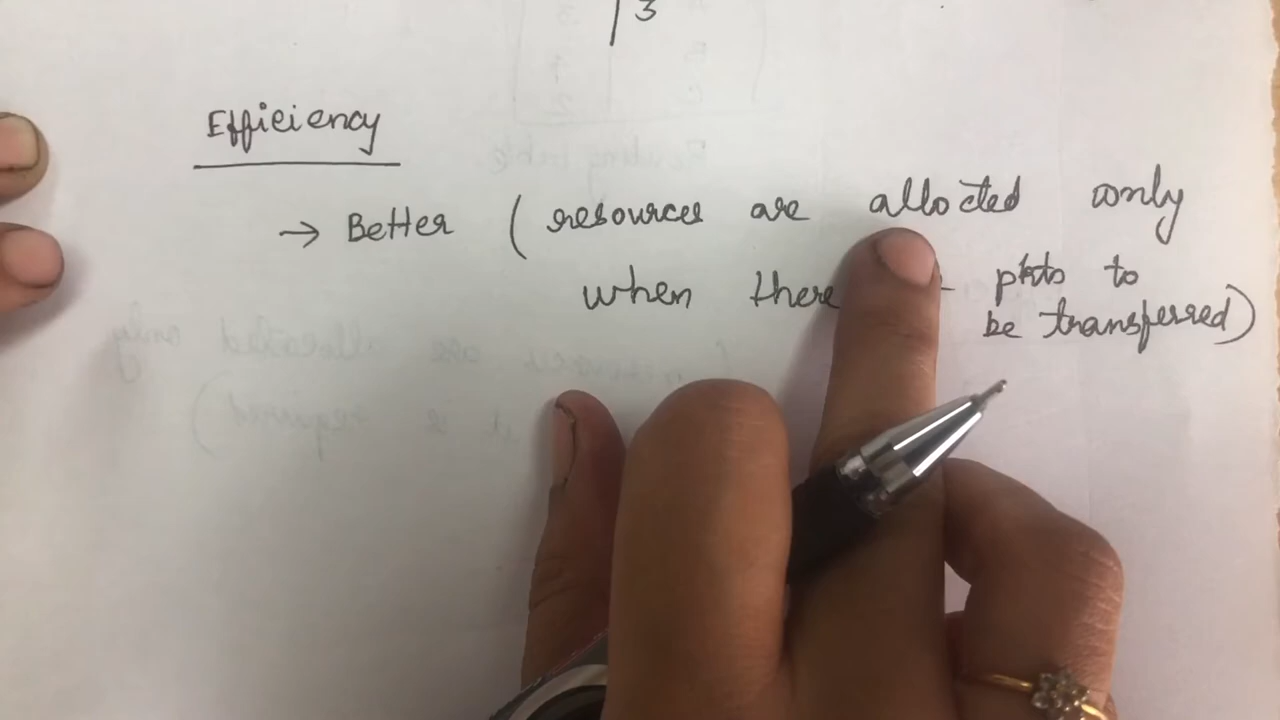 3
Efficiency
→ Better ( resources are allocted only
when there pkts to
be transferred)